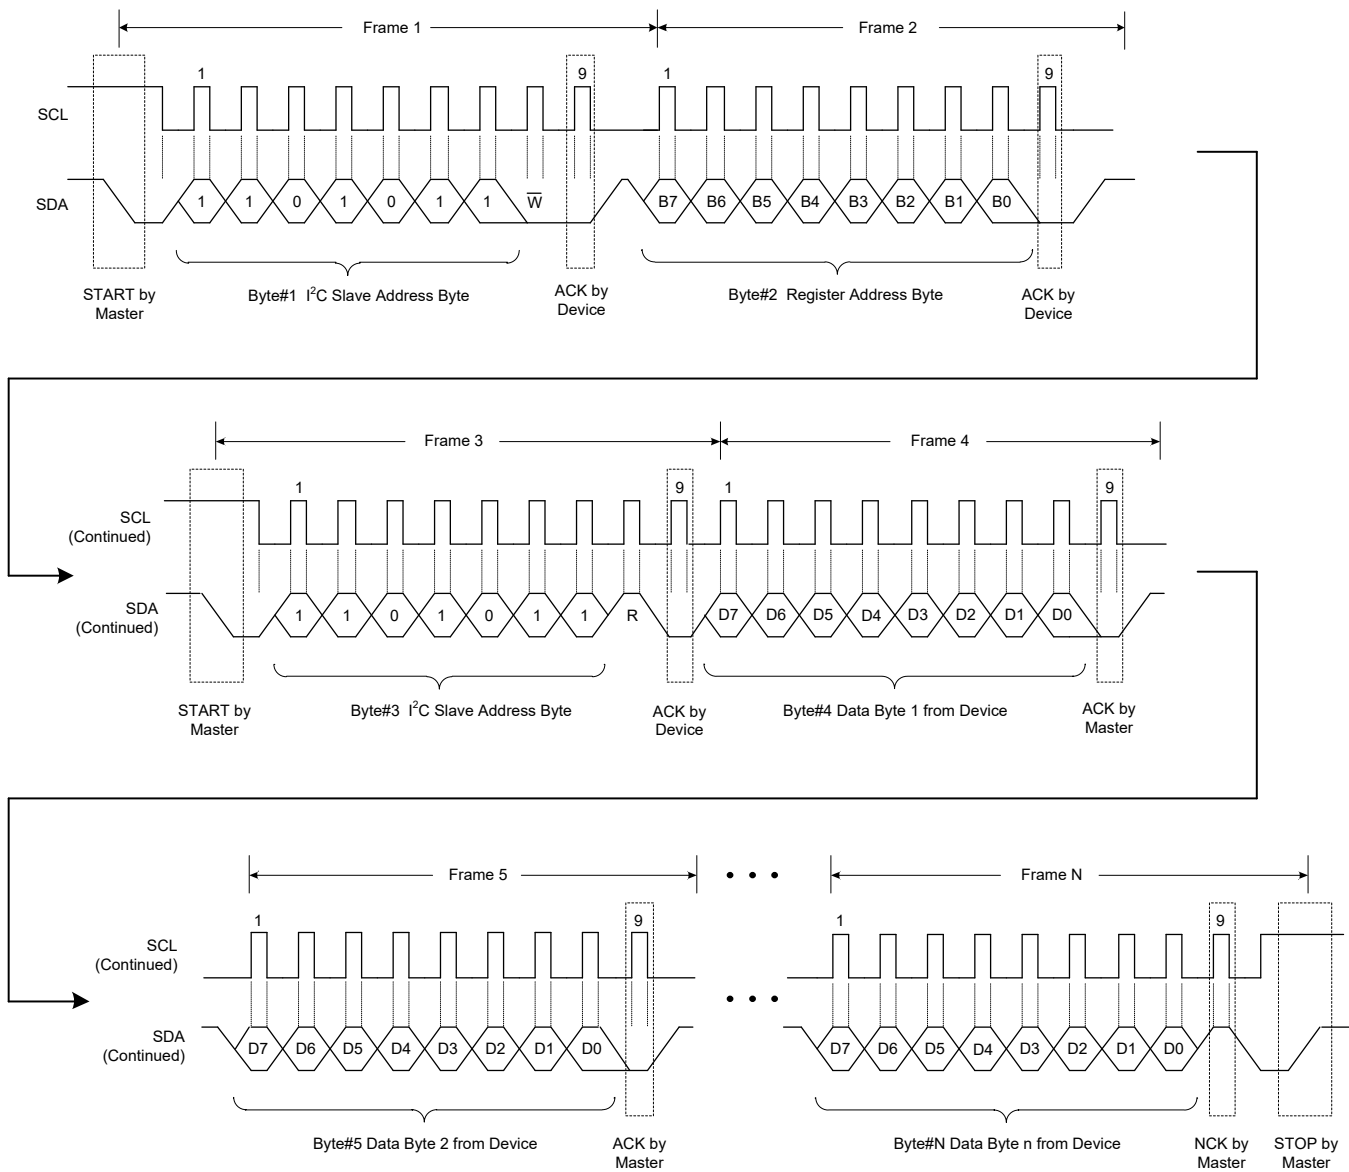 Frame 1 Frame 2
1 9 1 9
SCL
SDA 1 1 0 1 0 1 1 W B7 B6 B5 B4 B3 B2 B1 B0
START by
Master
Byte#1 I²C Slave Address Byte
ACK by
Device
Byte#2 Register Address Byte
ACK by
Device
Frame 3 Frame 4
1 9 1 9
SCL
(Continued)
SDA
(Continued)
1 1 0 1 0 1 1 R D7 D6 D5 D4 D3 D2 D1 D0
START by
Master
Byte#3 I²C Slave Address Byte
ACK by
Device
Byte#4 Data Byte 1 from Device
ACK by
Master
Frame 5 • • • Frame N
1 9 1 9
SCL
(Continued)
• • •
SDA
(Continued)
D7 D6 D5 D4 D3 D2 D1 D0 D7 D6 D5 D4 D3 D2 D1 D0
Byte#5 Data Byte 2 from Device
ACK by
Master
Byte#N Data Byte n from Device
NCK by
Master
STOP by
Master